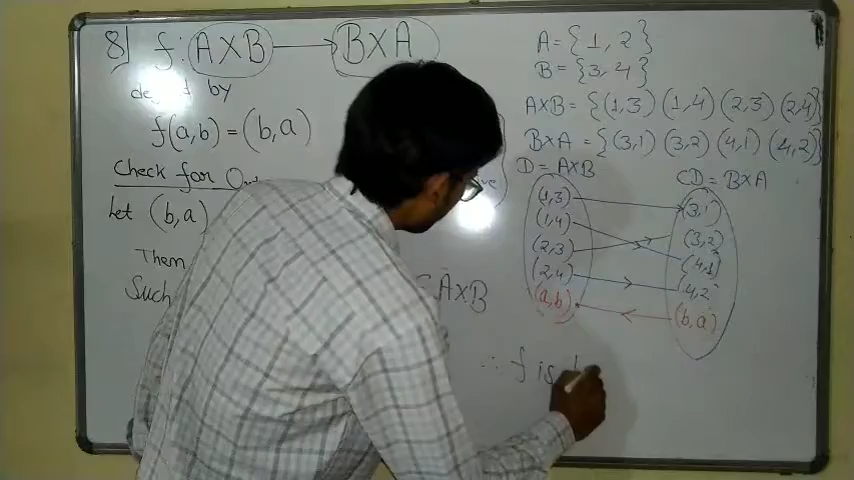 8] f: A×B → B×A
by
f(a,b) = (b,a)
Check for
Let (b,a)
Them
Such
∈ A×B
A = {1, 2}
B = {3, 4}
A×B = {(1,3) (1,4) (2,3) (2,4)}
B×A = {(3,1) (3,2) (4,1) (4,2)}
D = A×B
CD = B×A
(1,3) (3,1)
(1,4) (3,2)
(2,3) (4,1)
(2,4) (4,2)
(a,b) (b,a)
∴ f is